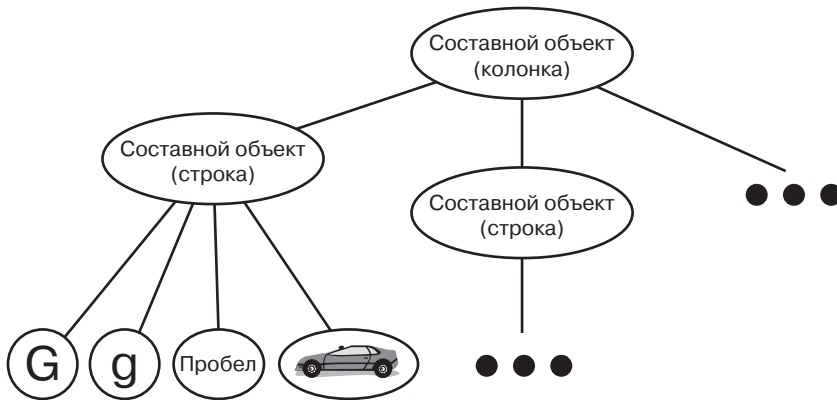 Составной объект
(колонка)
Составной объект
(строка)
Составной объект
(строка)
G
g
Пробел